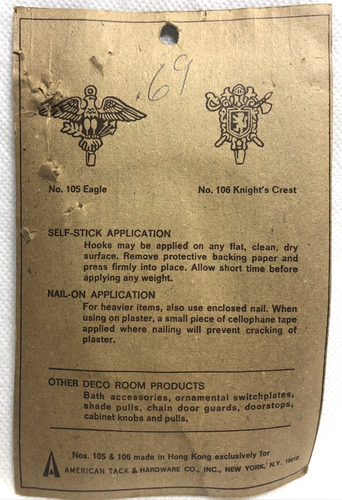 .69
No. 105 Eagle
No. 106 Knight's Crest
SELF-STICK APPLICATION
Hooks may be applied on any flat, clean, dry
surface. Remove protective backing paper and
press firmly into place. Allow short time before
applying any weight.
NAIL-ON APPLICATION
For heavier items, also use enclosed nail. When
using on plaster, a small piece of cellophane tape
applied where nailing will prevent cracking of
plaster.
OTHER DECO ROOM PRODUCTS
Bath accessories, ornamental switchplates,
shade pulls, chain door guards, doorstops,
cabinet knobs and pulls.
Nos. 105 & 106 made in Hong Kong exclusively for
AMERICAN TACK & HARDWARE CO., INC., NEW YORK, N.Y. 10019